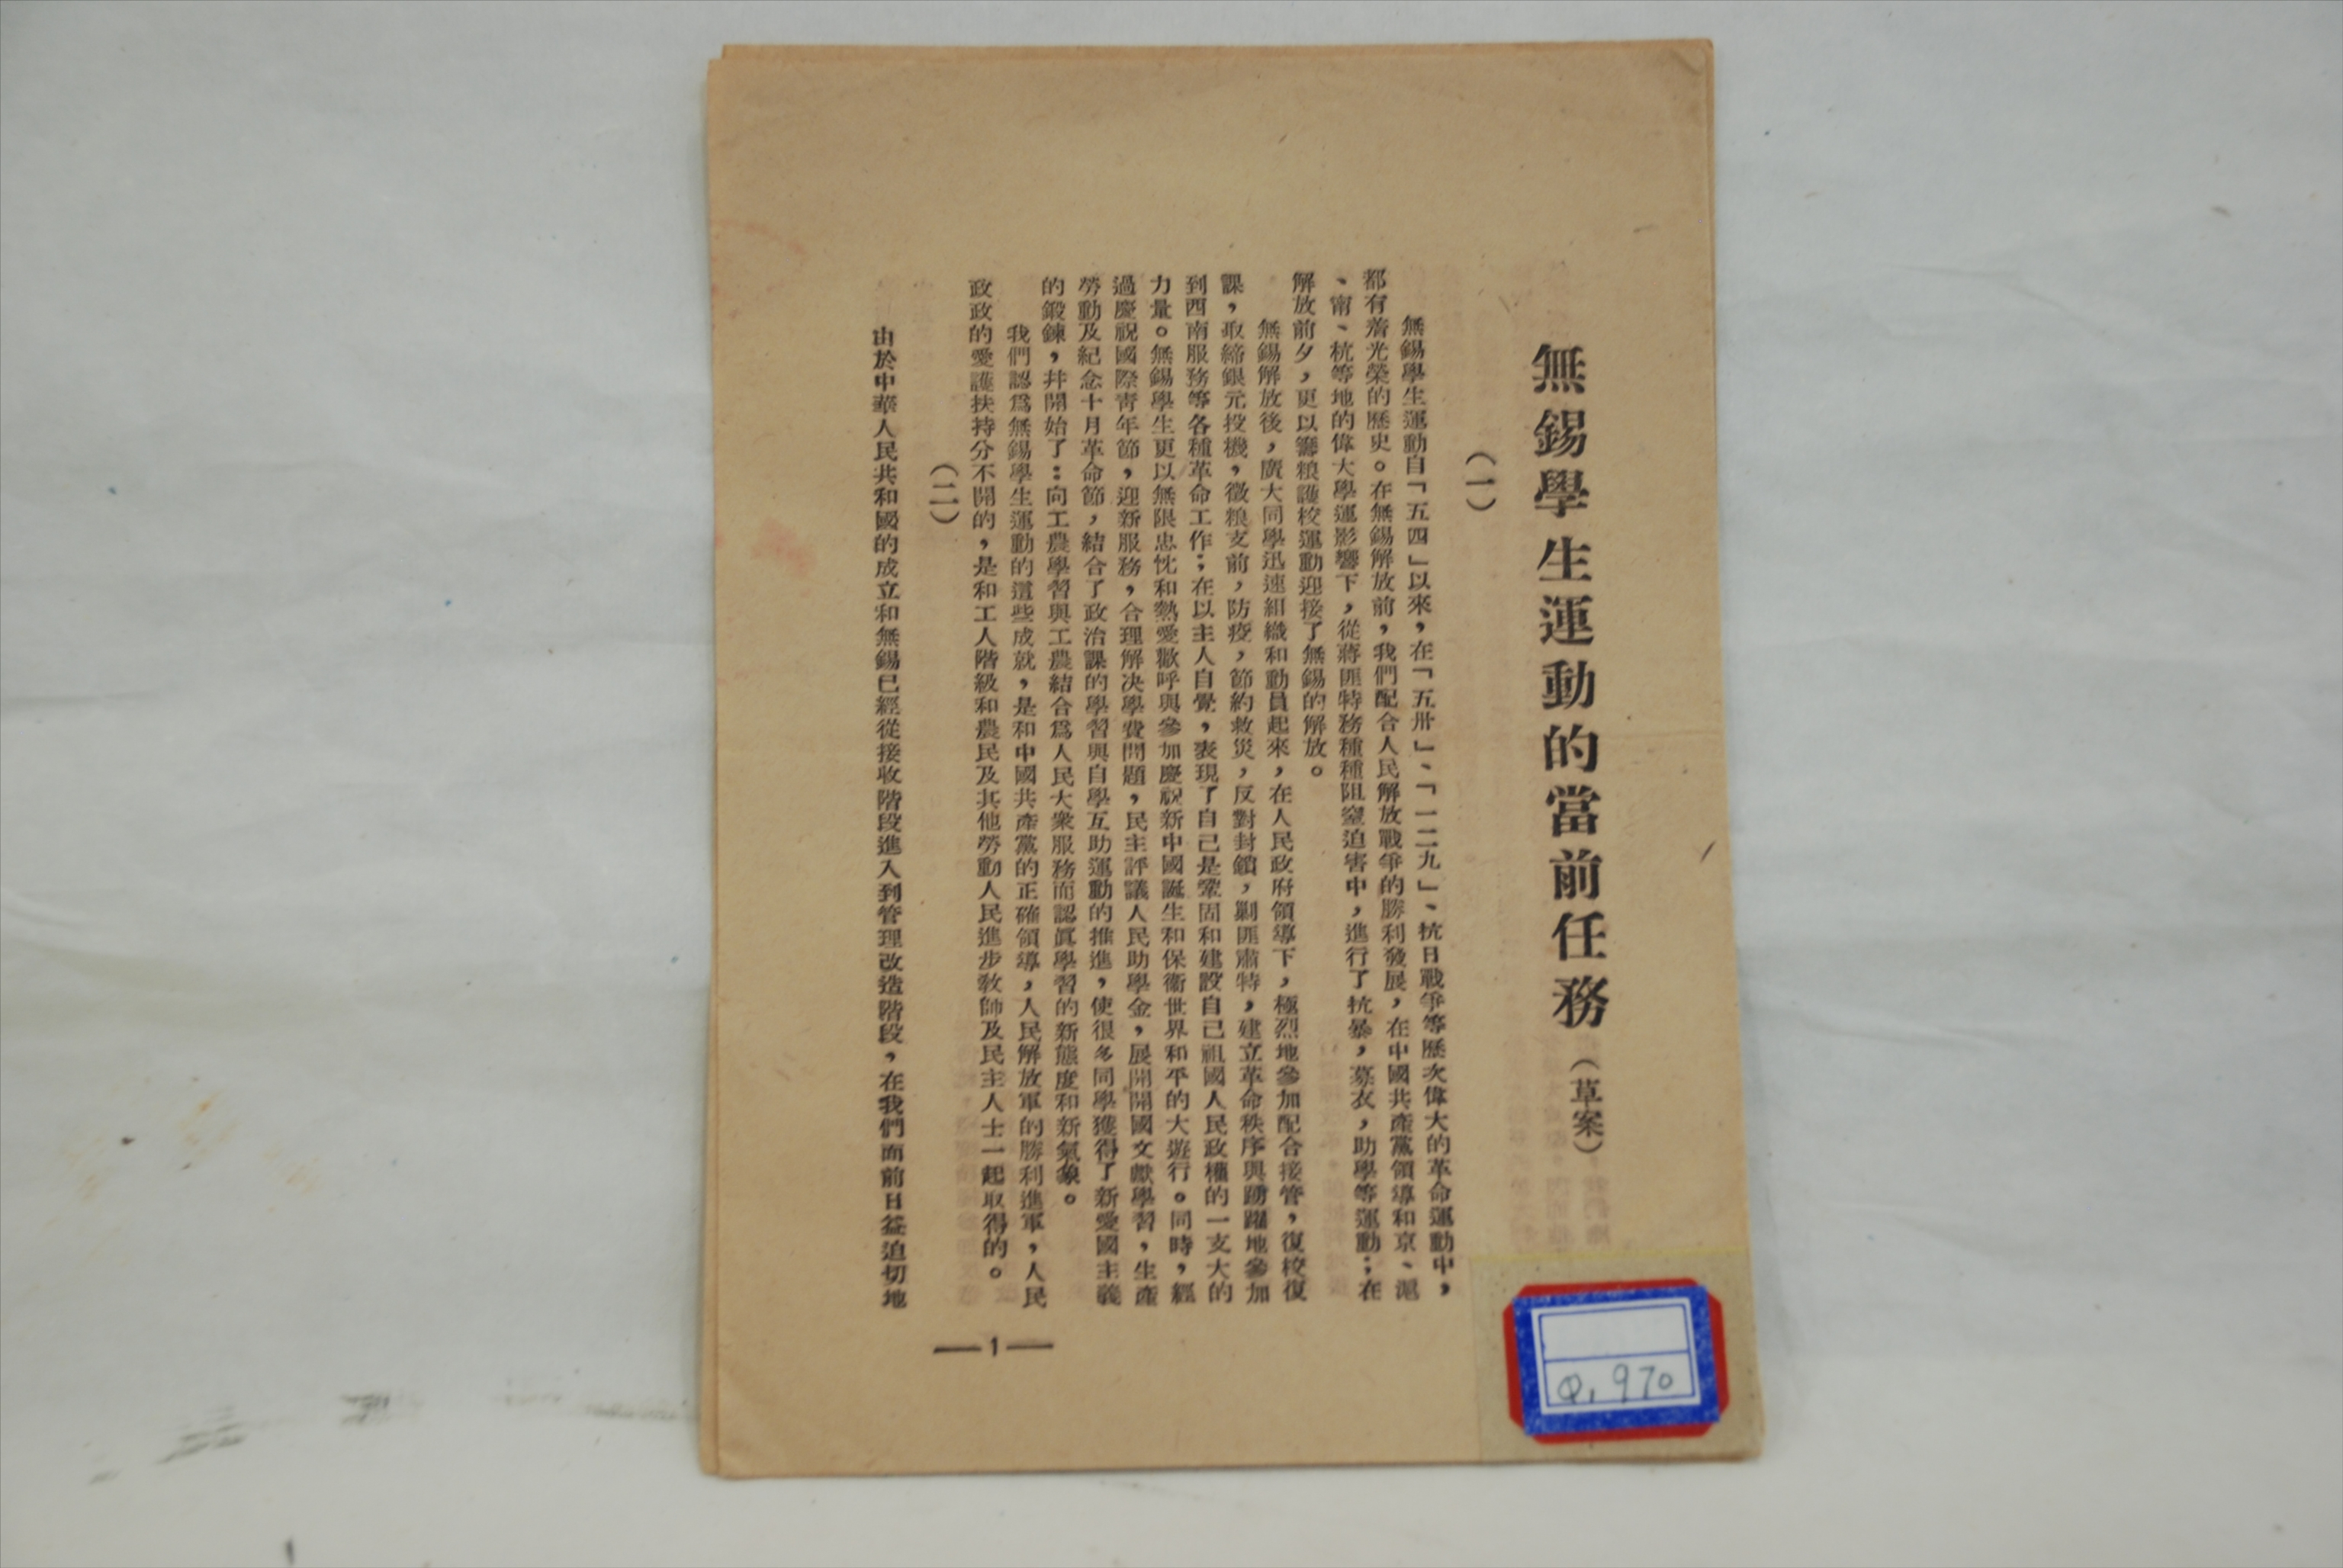 無錫學生運動的當前任務（草案）
（一）
無錫學生運動自「五四」以來，在「五卅」、「一二九」、抗日戰爭等歷次偉大的革命運動中，
都有着光榮的歷史。在無錫解放前，我們配合人民解放戰爭的勝利發展，在中國共產黨領導和京、滬
、甯、杭等地的偉大學運影響下，從蔣匪特務種種阻窒迫害中，進行了抗暴，募衣，助學等運動；在
解放前夕，更以籌粮護校運動迎接了無錫的解放。
無錫解放後，廣大同學迅速組織和動員起來，在人民政府領導下，極烈地參加配合接管，復校復
課，取締銀元投機，徵粮支前，防疫，節約救災，反對封鎖，剿匪肅特，建立革命秩序與踴躍地參加
到西南服務等各種革命工作；在以主人自覺，表現了自己是鞏固和建設自己祖國人民政權的一支大的
力量。無錫學生更以無限忠忱和熱愛歡呼與參加慶祝新中國誕生和保衞世界和平的大遊行。同時，經
過慶祝國際青年節，迎新服務，合理解決學費問題，民主評議人民助學金，展開開國文獻學習，生產
勞動及紀念十月革命節，結合了政治課的學習與自學互助運動的推進，使很多同學獲得了新愛國主義
的鍛鍊，幷開始了：向工農學習與工農結合爲人民大衆服務而認眞學習的新態度和新氣象。
我們認爲無錫學生運動的這些成就，是和中國共產黨的正確領導，人民解放軍的勝利進軍，人民
政政的愛護扶持分不開的，是和工人階級和農民及其他勞動人民進步教師及民主人士一起取得的。
（二）
由於中華人民共和國的成立和無錫已經從接收階段進入到管理改造階段，在我們面前日益迫切地
— 1 —
Q. 970